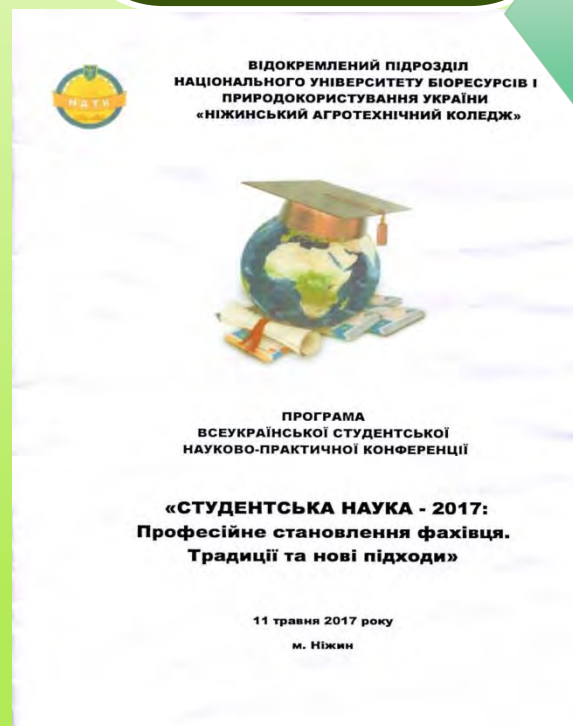 ВІДОКРЕМЛЕНИЙ ПІДРОЗДІЛ
НАЦІОНАЛЬНОГО УНІВЕРСИТЕТУ БІОРЕСУРСІВ І
ПРИРОДОКОРИСТУВАННЯ УКРАЇНИ
«НІЖИНСЬКИЙ АГРОТЕХНІЧНИЙ КОЛЕДЖ»
НАТК
ПРОГРАМА
ВСЕУКРАЇНСЬКОЇ СТУДЕНТСЬКОЇ
НАУКОВО-ПРАКТИЧНОЇ КОНФЕРЕНЦІЇ
«СТУДЕНТСЬКА НАУКА - 2017:
Професійне становлення фахівця.
Традиції та нові підходи»
11 травня 2017 року
м. Ніжин